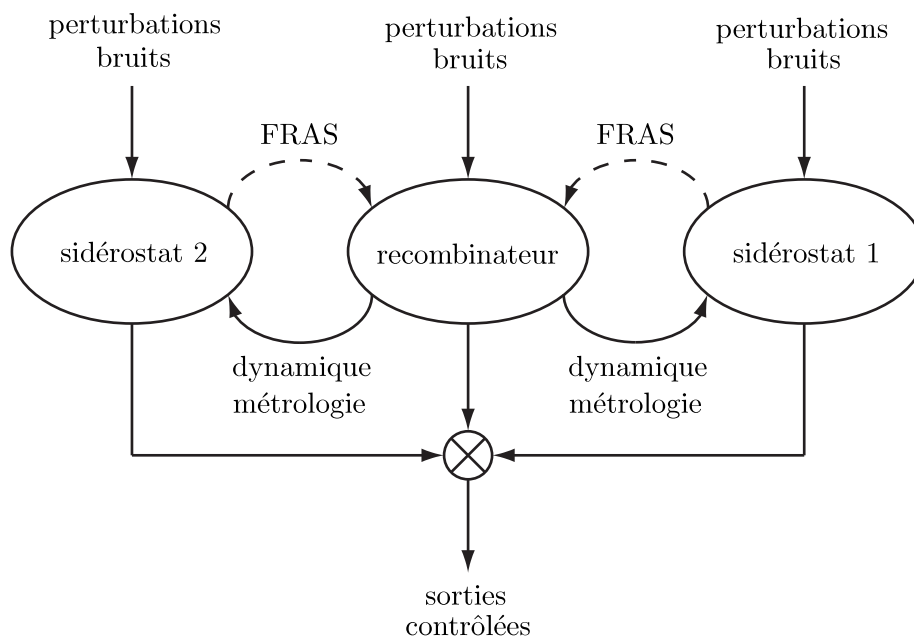 perturbations
bruits
perturbations
bruits
perturbations
bruits
FRAS
FRAS
sidérostat 2
recombinateur
sidérostat 1
dynamique
métrologie
dynamique
métrologie
sorties
contrôlées